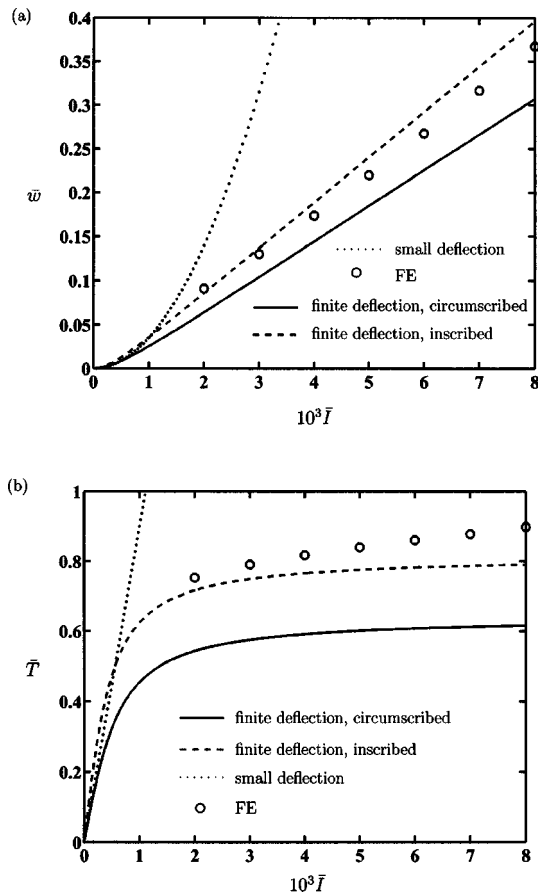 (a)
0.4
0.35
0.3
0.25
w̄
0.2
0.15
0.1
0.05
0
small deflection
FE
finite deflection, circumscribed
finite deflection, inscribed
0 1 2 3 4 5 6 7 8
10³Ī
(b)
1
0.8
0.6
T̄
0.4
0.2
0
finite deflection, circumscribed
finite deflection, inscribed
small deflection
FE
0 1 2 3 4 5 6 7 8
10³Ī